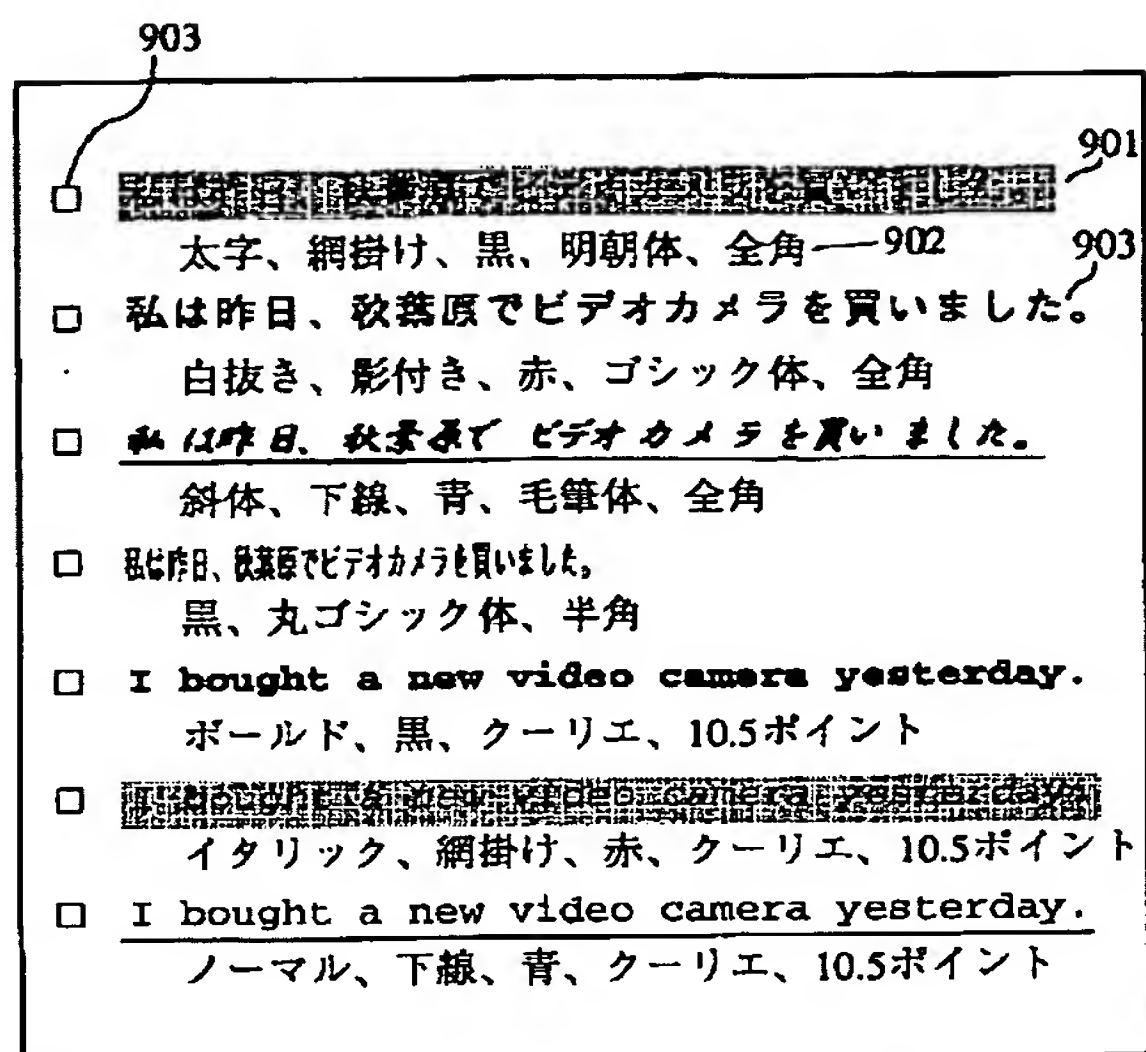 903
901
太字、網掛け、黒、明朝体、全角 902
903
私は昨日、秋葉原でビデオカメラを買いました。
白抜き、影付き、赤、ゴシック体、全角
私は昨日、秋葉原で ビデオカメラを買いました。
斜体、下線、青、毛筆体、全角
私は昨日、秋葉原でビデオカメラを買いました。
黒、丸ゴシック体、半角
I bought a new video camera yesterday.
ボールド、黒、クーリエ、10.5ポイント
I bought a new video camera yesterday.
イタリック、網掛け、赤、クーリエ、10.5ポイント
I bought a new video camera yesterday.
ノーマル、下線、青、クーリエ、10.5ポイント